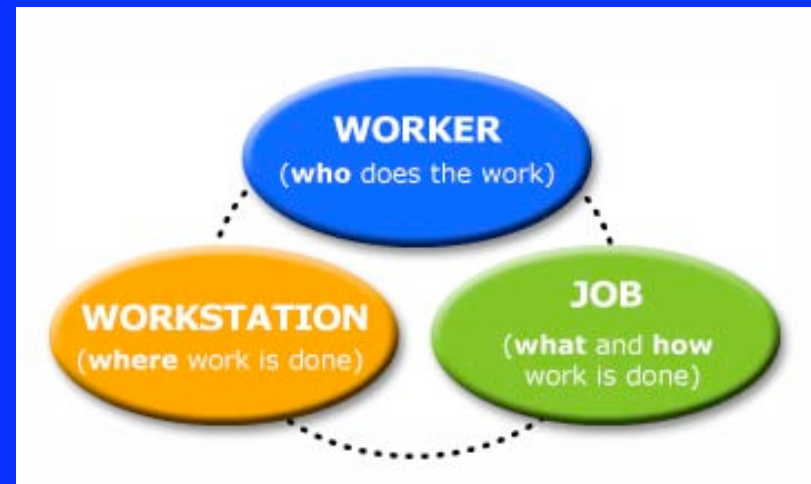 WORKER
(who does the work)
WORKSTATION
(where work is done)
JOB
(what and how
work is done)